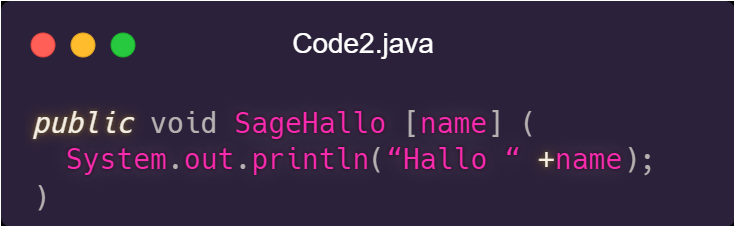 Code2.java
public void SageHallo [name] (
System.out.println(“Hallo “ +name);
)